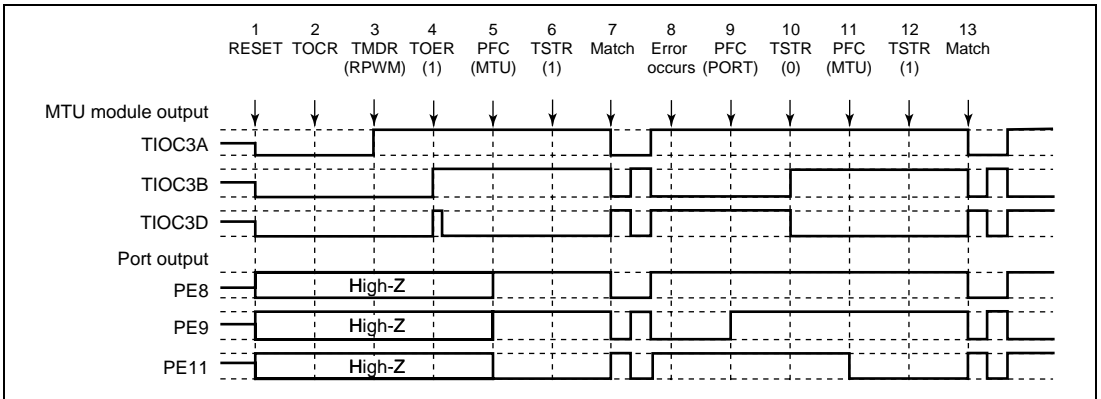 1 2 3 4 5 6 7 8 9 10 11 12 13
RESET TOCR TMDR TOER PFC TSTR Match Error PFC TSTR PFC TSTR Match
(RPWM) (1) (MTU) (1) occurs (PORT) (0) (MTU) (1)
MTU module output
TIOC3A
TIOC3B
TIOC3D
Port output
PE8 High-Z
PE9 High-Z
PE11 High-Z